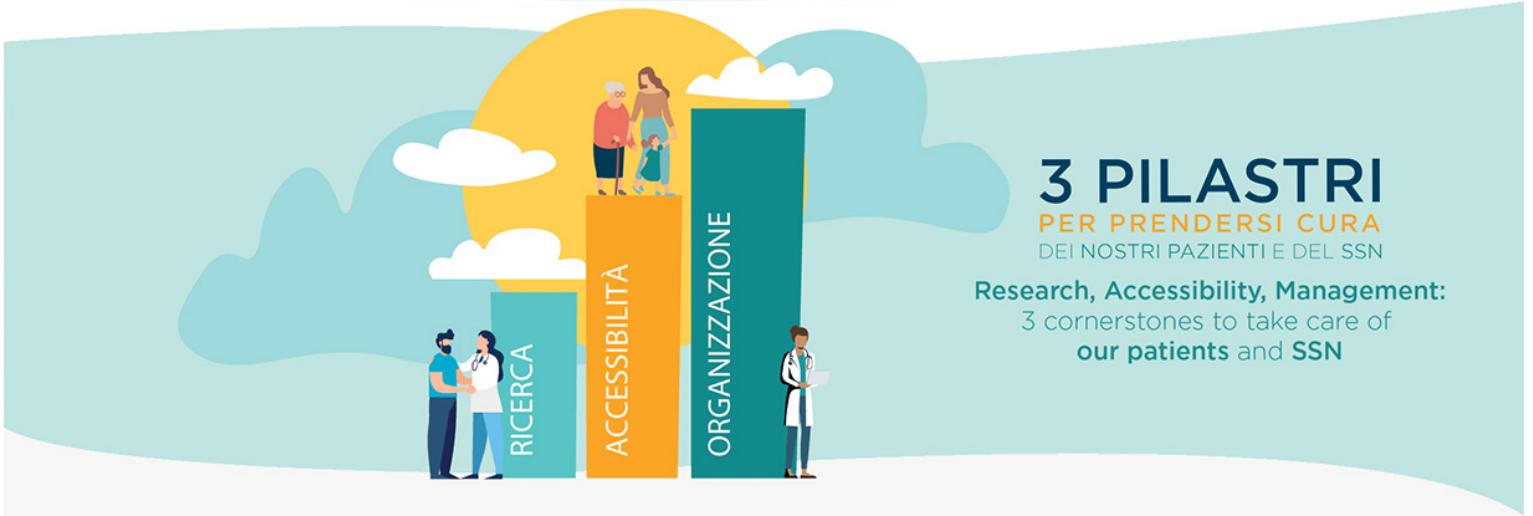 RICERCA
ACCESSIBILITÀ
ORGANIZZAZIONE
3 PILASTRI
PER PRENDERSI CURA
DEI NOSTRI PAZIENTI E DEL SSN
Research, Accessibility, Management:
3 cornerstones to take care of
our patients and SSN